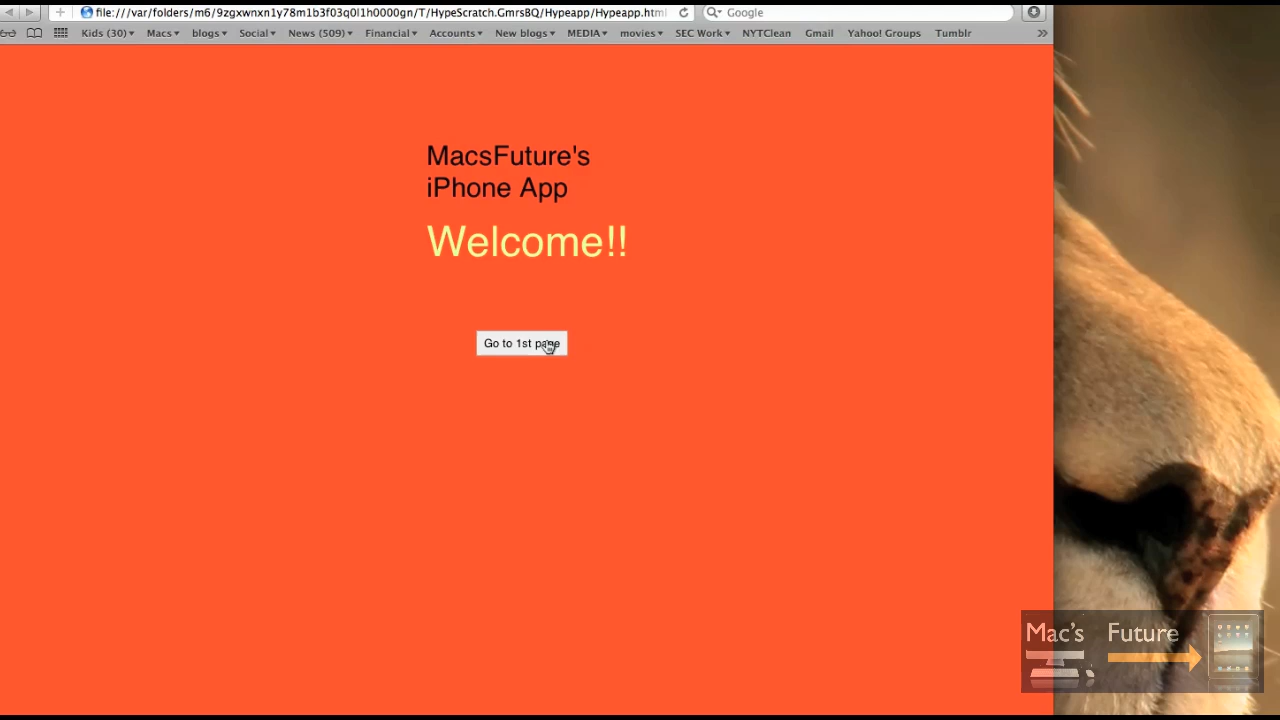 file:///var/folders/m6/9zgxwnxn1y78m1b3f03q0l1h0000gn/T/HypeScratch.GmrsBQ/Hypeapp/Hypeapp.html
Google
Kids (30) Macs blogs Social News (509) Financial Accounts New blogs MEDIA movies SEC Work NYTClean Gmail Yahoo! Groups Tumblr
MacsFuture's
iPhone App
Welcome!!
Go to 1st page
Mac's Future